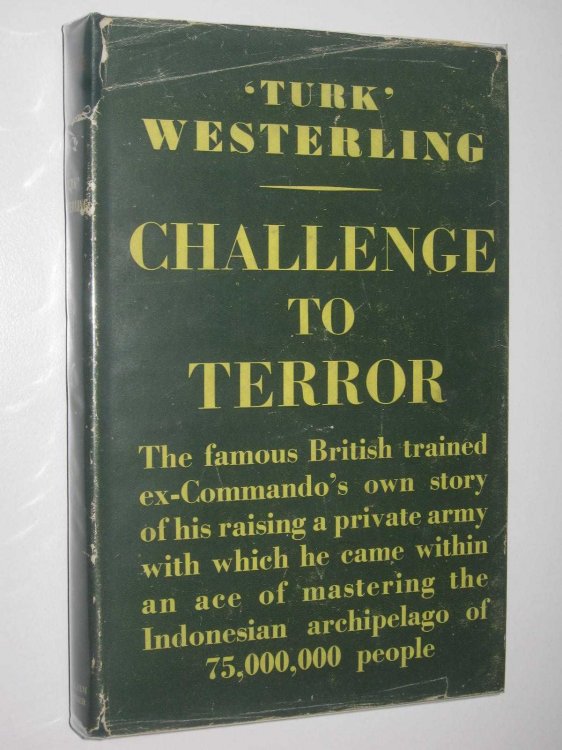 ‘TURK’
WESTERLING
CHALLENGE
TO
TERROR
The famous British trained
ex-Commando’s own story
of his raising a private army
with which he came within
an ace of mastering the
Indonesian archipelago of
75,000,000 people